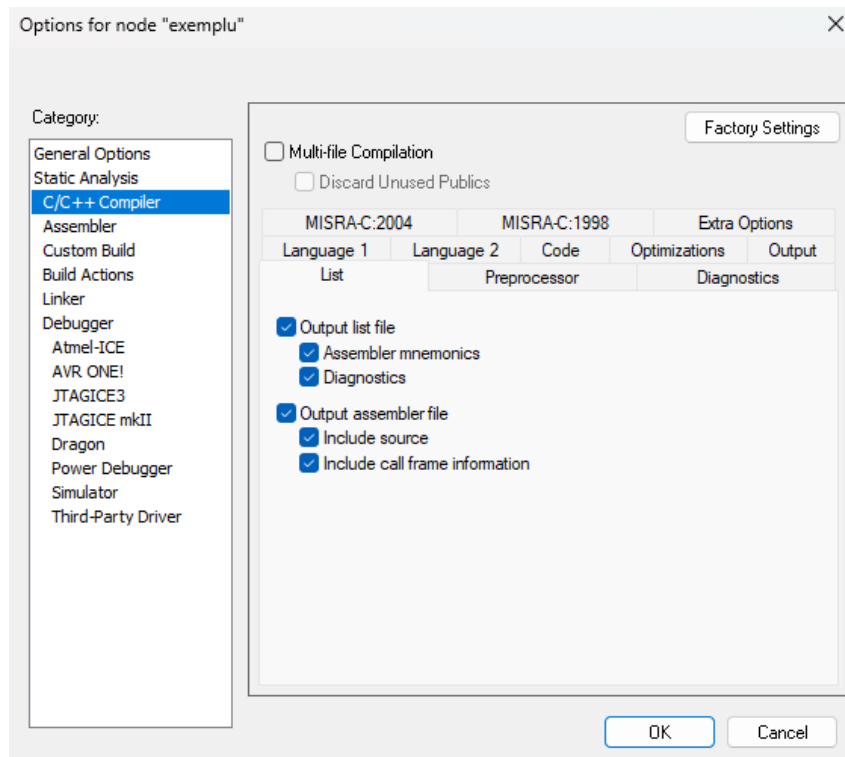 Options for node "exemplu"
Category:
General Options
Static Analysis
C/C++ Compiler
Assembler
Custom Build
Build Actions
Linker
Debugger
Atmel-ICE
AVR ONE!
JTAGICE3
JTAGICE mkII
Dragon
Power Debugger
Simulator
Third-Party Driver
Factory Settings
Multi-file Compilation
Discard Unused Publics
MISRA-C:2004 MISRA-C:1998 Extra Options
Language 1 Language 2 Code Optimizations Output
List Preprocessor Diagnostics
Output list file
Assembler mnemonics
Diagnostics
Output assembler file
Include source
Include call frame information
OK Cancel